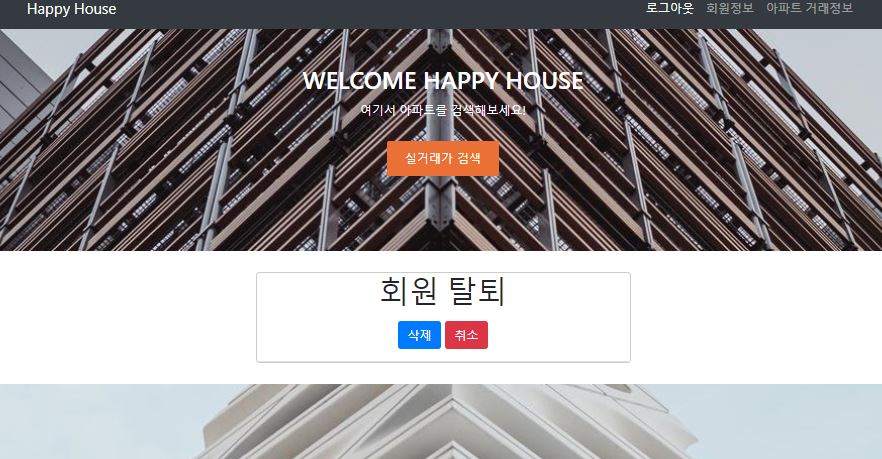 Happy House 로그아웃 회원정보 아파트 거래정보
WELCOME HAPPY HOUSE
여기서 아파트를 검색해보세요!
실거래가 검색
회원 탈퇴
삭제 취소